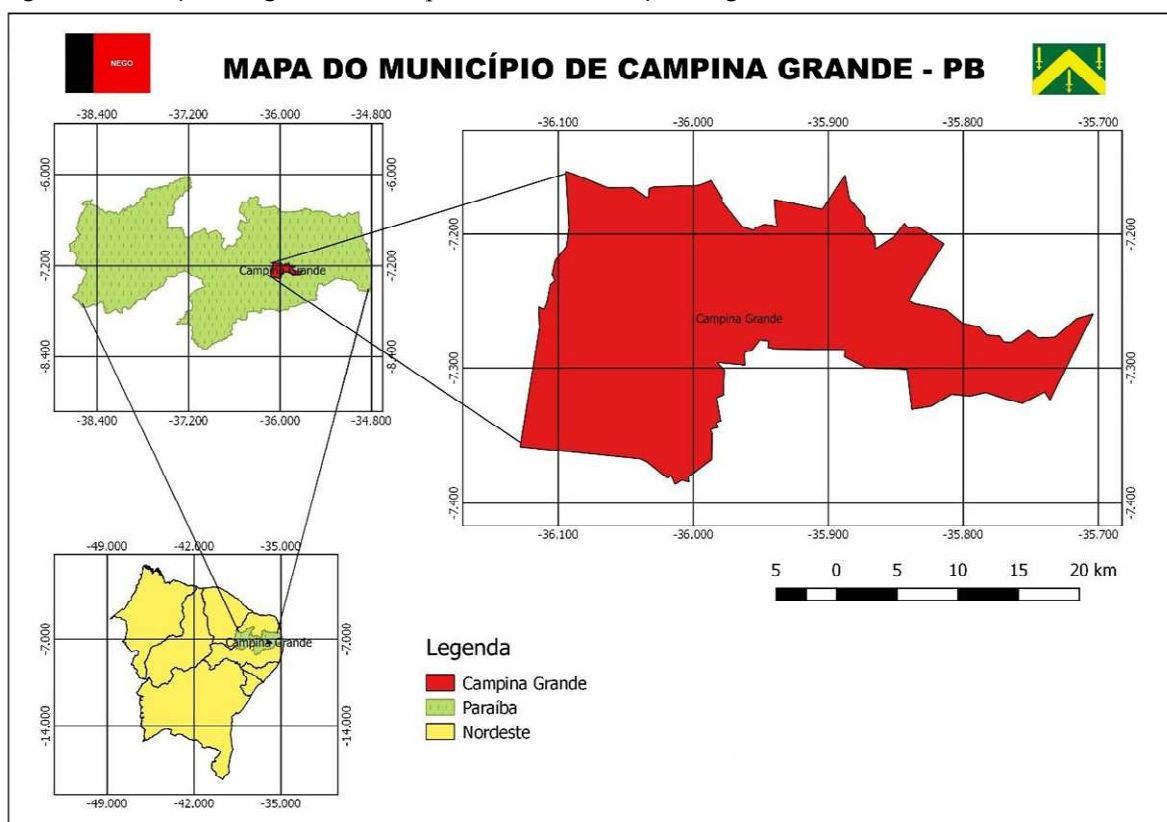 NEGO
MAPA DO MUNICÍPIO DE CAMPINA GRANDE - PB
-38.400 -37.200 -36.000 -34.800
-6.000 -6.000
-7.200 -7.200
Campina Grande
-8.400 -8.400
-38.400 -37.200 -36.000 -34.800
-36.100 -36.000 -35.900 -35.800 -35.700
-7.200 -7.200
Campina Grande
-7.300 -7.300
-7.400 -7.400
-36.100 -36.000 -35.900 -35.800 -35.700
5 0 5 10 15 20 km
-49.000 -42.000 -35.000
-7.000 -7.000
Campina Grande
-14.000 -14.000
-49.000 -42.000 -35.000
Legenda
Campina Grande
Paraíba
Nordeste